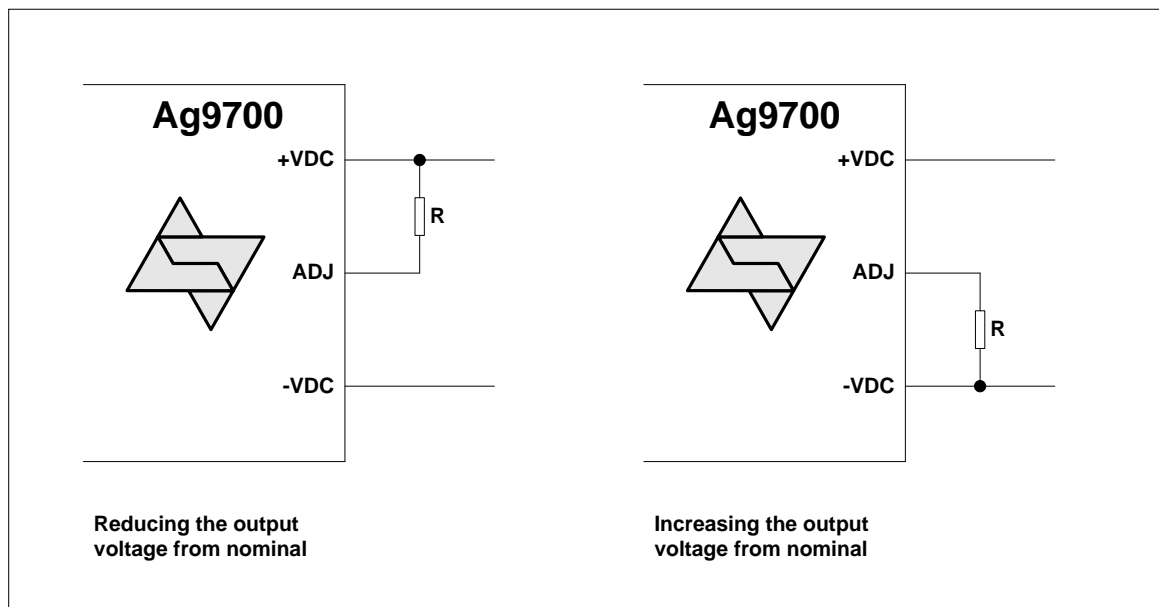 Ag9700
+VDC
R
ADJ
-VDC
Reducing the output
voltage from nominal
Ag9700
+VDC
ADJ
R
-VDC
Increasing the output
voltage from nominal